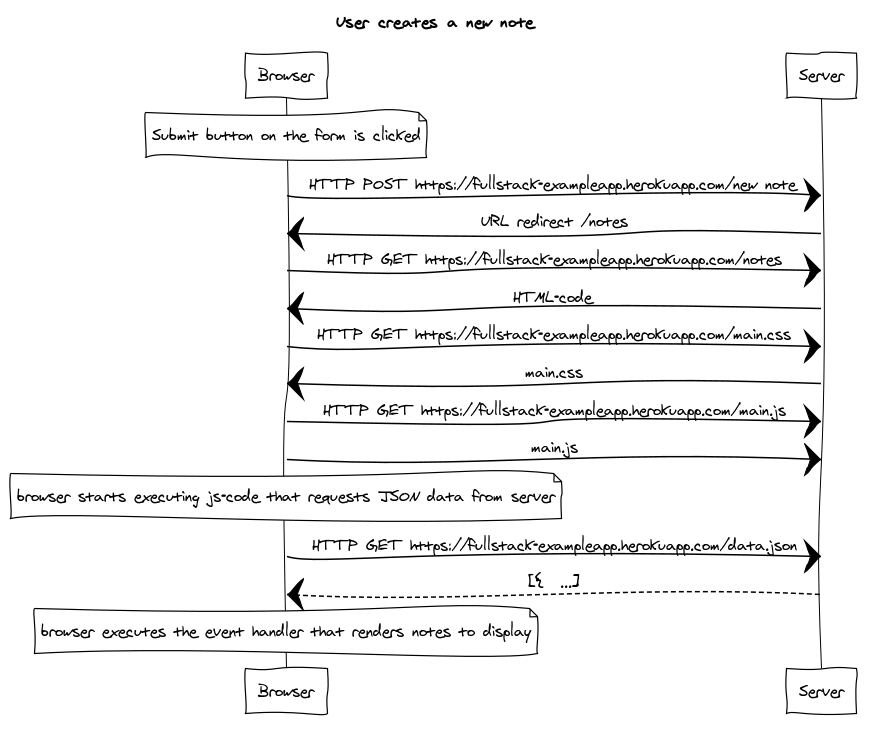 User creates a new note
Browser
Server
Submit button on the form is clicked
HTTP POST https://fullstack-exampleapp.herokuapp.com/new note
URL redirect /notes
HTTP GET https://fullstack-exampleapp.herokuapp.com/notes
HTML-code
HTTP GET https://fullstack-exampleapp.herokuapp.com/main.css
main.css
HTTP GET https://fullstack-exampleapp.herokuapp.com/main.js
main.js
browser starts executing js-code that requests JSON data from server
HTTP GET https://fullstack-exampleapp.herokuapp.com/data.json
[{ ...]
browser executes the event handler that renders notes to display
Browser
Server